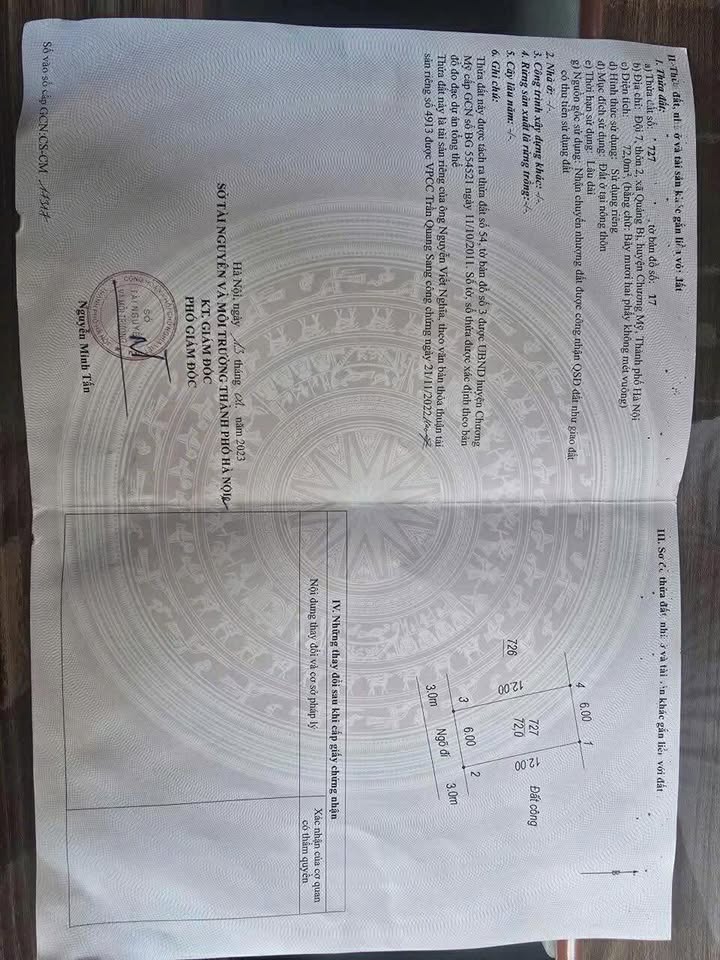 II. Thửa đất, nhà ở và tài sản khác gắn liền với đất
1. Thửa đất:
a) Thửa đất số: 727 , tờ bản đồ số: 17
b) Địa chỉ: Đội 7, thôn 2, xã Quảng Bị, huyện Chương Mỹ, Thành phố Hà Nội
c) Diện tích: 72,0m² (bằng chữ: Bảy mươi hai phẩy không mét vuông)
d) Hình thức sử dụng: Sử dụng riêng
đ) Mục đích sử dụng: Đất ở tại nông thôn
e) Thời hạn sử dụng: Lâu dài
g) Nguồn gốc sử dụng: Nhận chuyển nhượng đất được công nhận QSD đất như giao đất
có thu tiền sử dụng đất
2. Nhà ở: -/-.
3. Công trình xây dựng khác: -/-.
4. Rừng sản xuất là rừng trồng:-/-.
5. Cây lâu năm: -/-
6. Ghi chú:
Thửa đất này được tách ra từ thửa đất số 54, tờ bản đồ số 3 được UBND huyện Chương
Mỹ cấp GCN số BG 554521 ngày 11/10/2011. Số tờ, số thửa được xác định theo bản
đồ đo đạc dự án tổng thể
Thửa đất này là tài sản riêng của ông Nguyễn Viết Nghĩa, theo văn bản thỏa thuận tài
sản riêng số 4913 được VPCC Trần Quang Sang công chứng ngày 21/11/2022
Hà Nội, ngày 13 tháng 01 năm 2023
SỞ TÀI NGUYÊN VÀ MÔI TRƯỜNG THÀNH PHỐ HÀ NỘI
KT. GIÁM ĐỐC
PHÓ GIÁM ĐỐC
SỞ
TÀI NGUYÊN
Nguyễn Minh Tấn
Số vào sổ cấp GCN:CS-CM
III. Sơ đồ thửa đất, nhà ở và tài sản khác gắn liền với đất
B
4
6.00
1
726
12.00
727
72,0
12.00
Đất công
3
6.00
2
3.0m
Ngõ đi
3.0m
IV. Những thay đổi sau khi cấp giấy chứng nhận
Nội dung thay đổi và cơ sở pháp lý
Xác nhận của cơ quan
có thẩm quyền